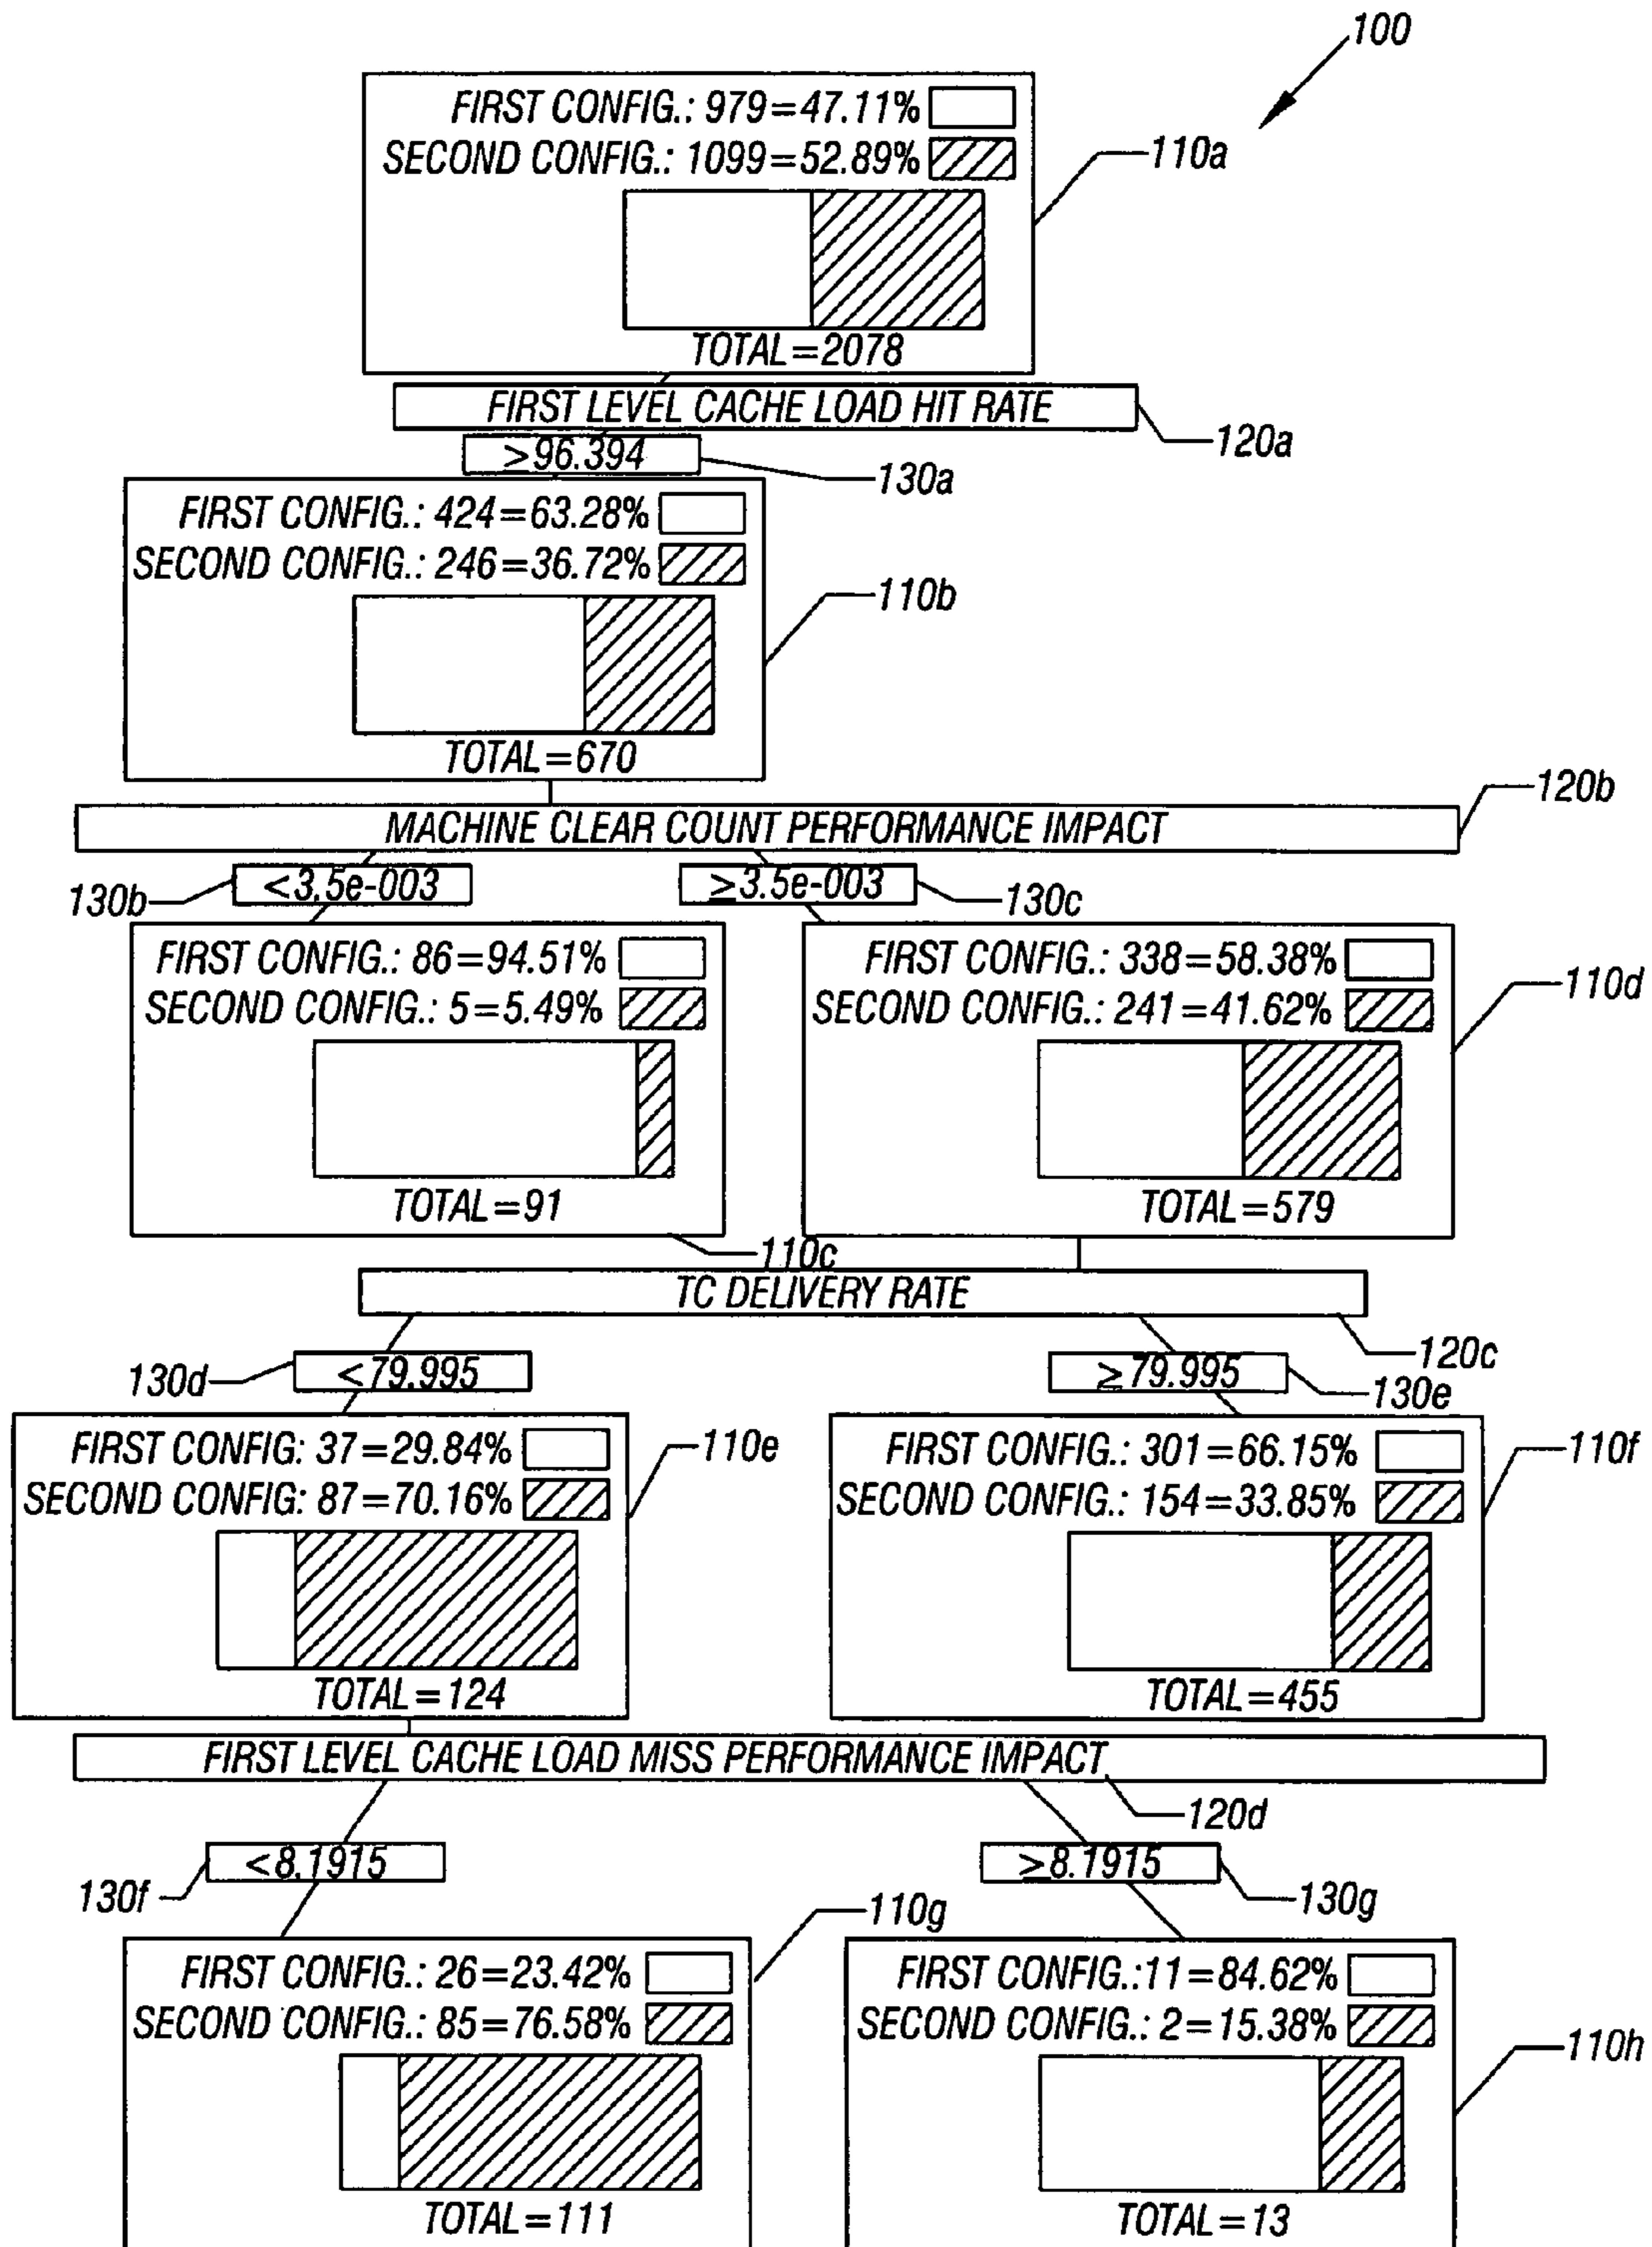 100
FIRST CONFIG.: 979=47.11%
SECOND CONFIG.: 1099=52.89%
110a
TOTAL=2078
FIRST LEVEL CACHE LOAD HIT RATE
120a
≥96.394
130a
FIRST CONFIG.: 424=63.28%
SECOND CONFIG.: 246=36.72%
110b
TOTAL=670
120b
MACHINE CLEAR COUNT PERFORMANCE IMPACT
130b
<3.5e-003
≥3.5e-003
130c
FIRST CONFIG.: 86=94.51%
SECOND CONFIG.: 5=5.49%
TOTAL=91
110c
FIRST CONFIG.: 338=58.38%
SECOND CONFIG.: 241=41.62%
110d
TOTAL=579
TC DELIVERY RATE
120c
130d
<79.995
≥79.995
130e
FIRST CONFIG: 37=29.84%
SECOND CONFIG: 87=70.16%
110e
TOTAL=124
FIRST CONFIG.: 301=66.15%
SECOND CONFIG.: 154=33.85%
110f
TOTAL=455
FIRST LEVEL CACHE LOAD MISS PERFORMANCE IMPACT
120d
130f
<8.1915
≥8.1915
130g
110g
FIRST CONFIG.: 26=23.42%
SECOND CONFIG.: 85=76.58%
TOTAL=111
FIRST CONFIG.:11=84.62%
SECOND CONFIG.: 2=15.38%
110h
TOTAL=13